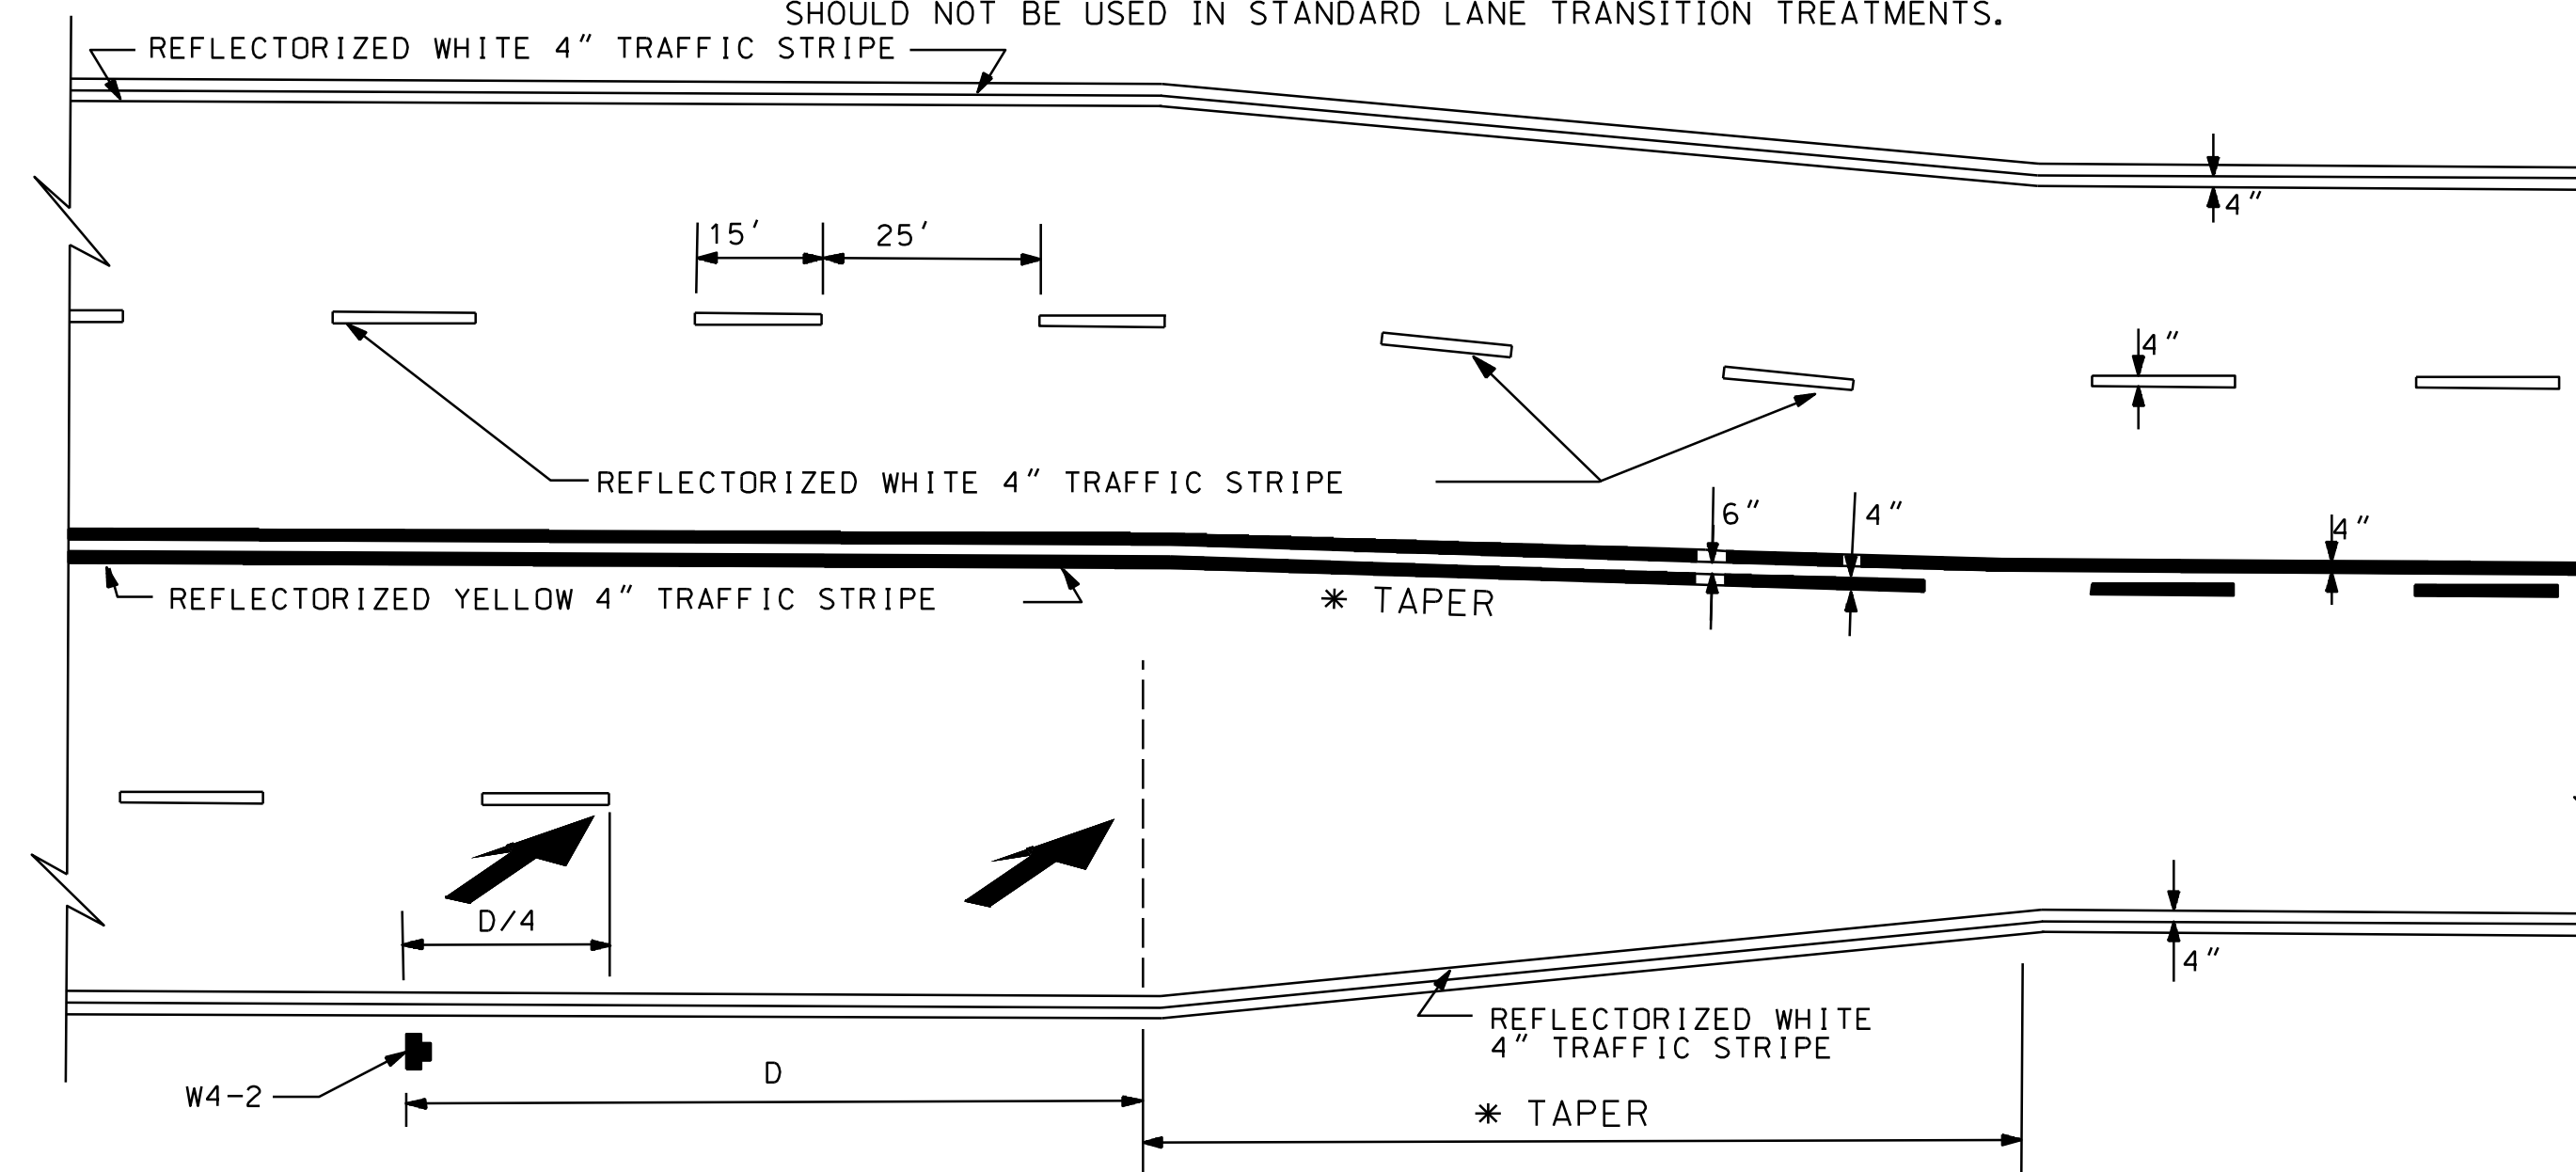 SHOULD NOT BE USED IN STANDARD LANE TRANSITION TREATMENTS.
REFLECTORIZED WHITE 4" TRAFFIC STRIPE
4"
15' 25'
4"
REFLECTORIZED WHITE 4" TRAFFIC STRIPE
6" 4" 4"
REFLECTORIZED YELLOW 4" TRAFFIC STRIPE
* TAPER
D/4
4"
REFLECTORIZED WHITE
4" TRAFFIC STRIPE
D
W4-2
* TAPER